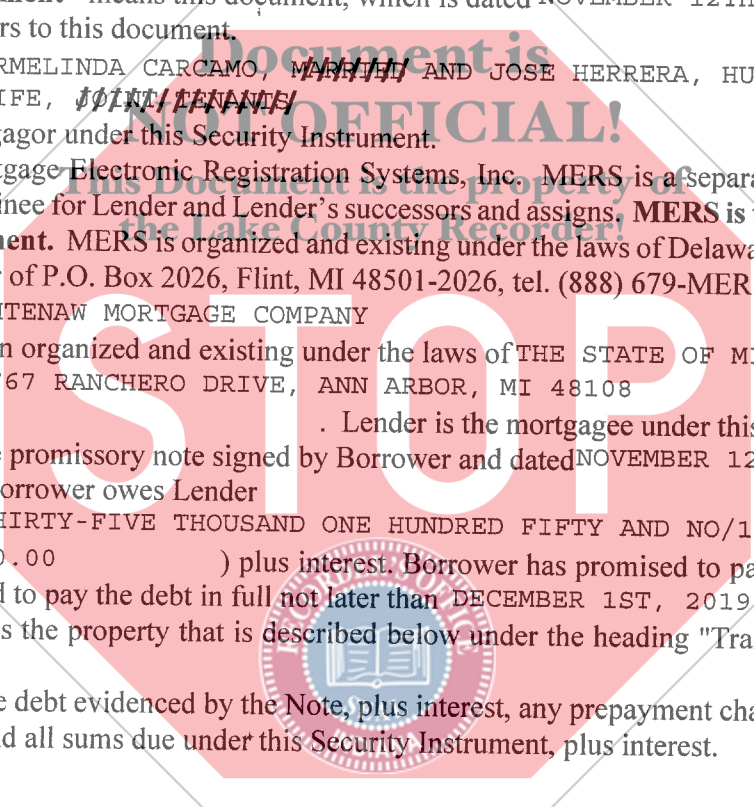 ment" means this document, which is dated NOVEMBER 12TH
rs to this document.
RMELINDA CARCAMO, MARRIED AND JOSE HERRERA, HU
IFE, JOINT TENANTS
gagor under this Security Instrument.
tgage Electronic Registration Systems, Inc. MERS is a separa
inee for Lender and Lender's successors and assigns. MERS is
ment. MERS is organized and existing under the laws of Delawa
of P.O. Box 2026, Flint, MI 48501-2026, tel. (888) 679-MER
TENAW MORTGAGE COMPANY
n organized and existing under the laws of THE STATE OF MI
767 RANCHERO DRIVE, ANN ARBOR, MI 48108
. Lender is the mortgagee under this
e promissory note signed by Borrower and dated NOVEMBER 12
orrower owes Lender
HIRTY-FIVE THOUSAND ONE HUNDRED FIFTY AND NO/1
0.00 ) plus interest. Borrower has promised to pa
d to pay the debt in full not later than DECEMBER 1ST, 2019
s the property that is described below under the heading "Tra
e debt evidenced by the Note, plus interest, any prepayment cha
nd all sums due under this Security Instrument, plus interest.
Document is
NOT OFFICIAL!
This Document is the property of
the Lake County Recorder!
STOP
RECORDER'S OFFICE
INDIANA